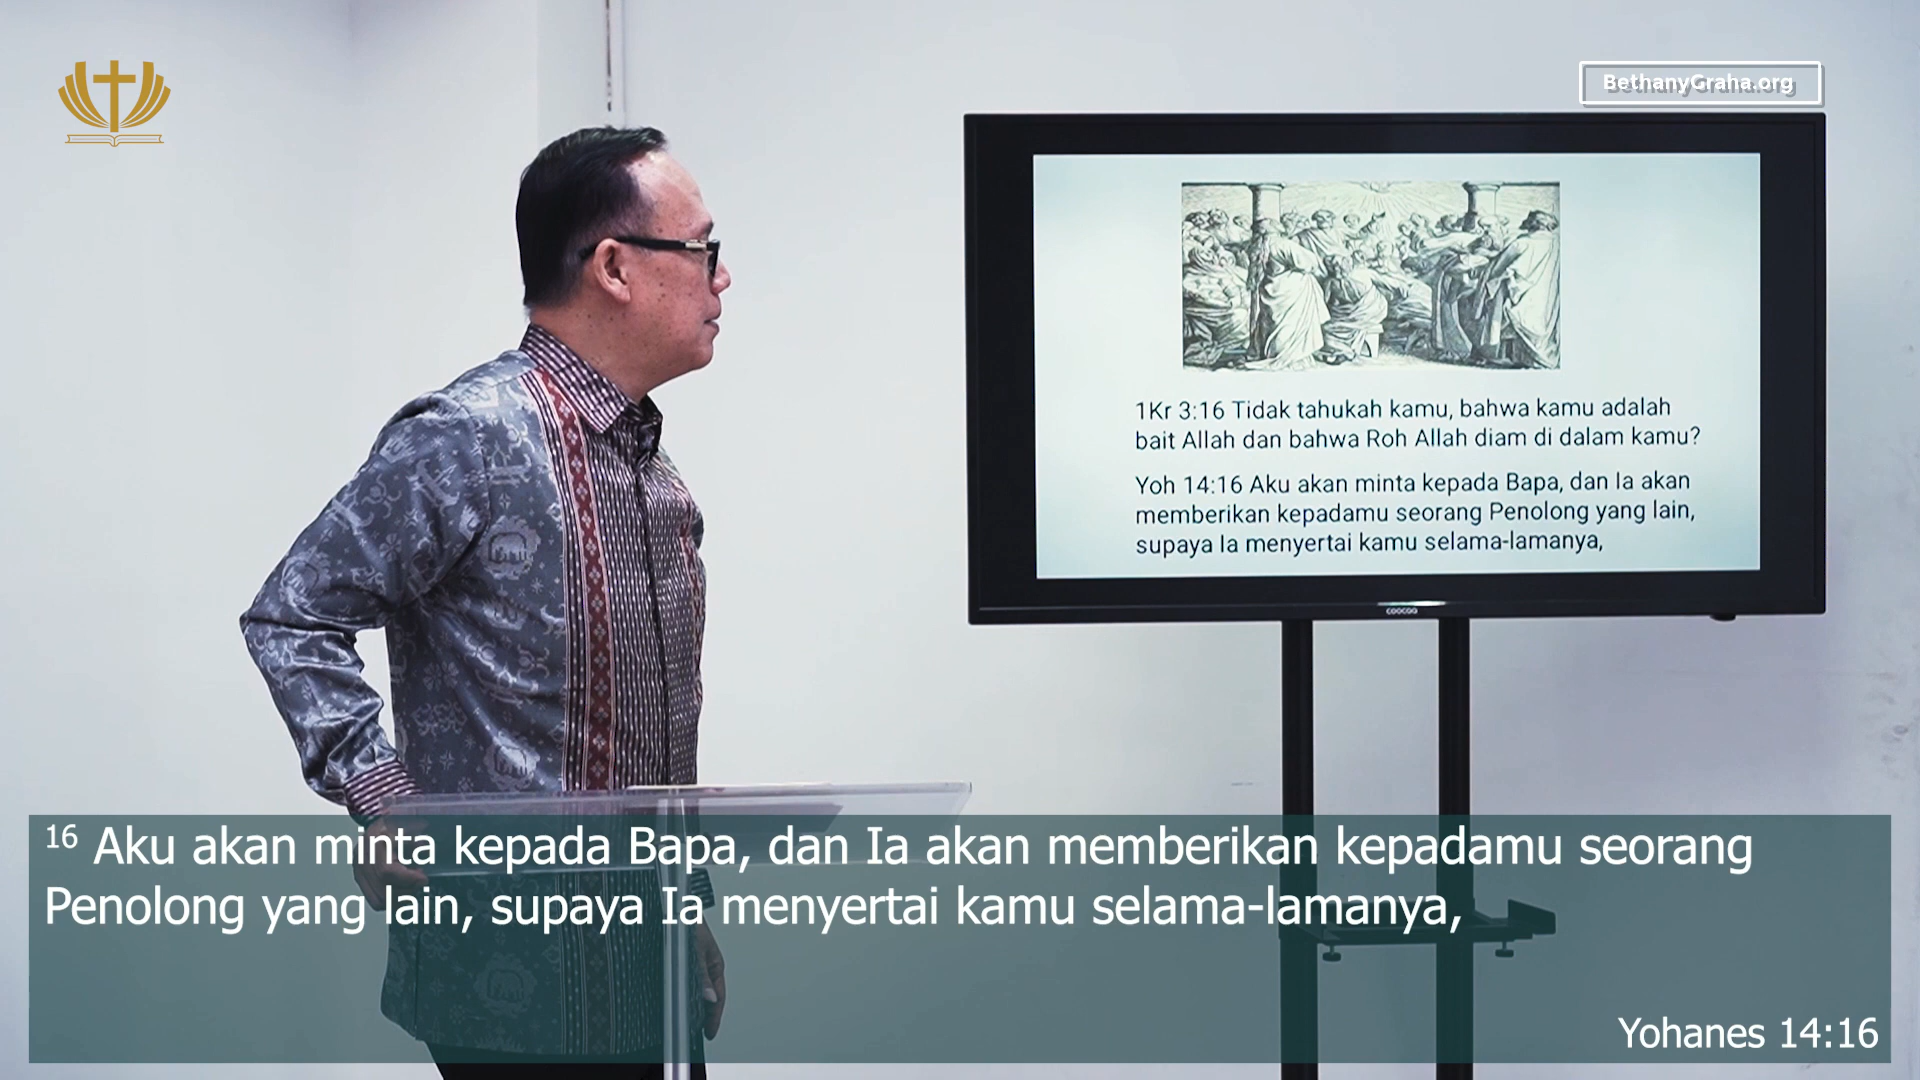 BethanyGraha.org
1Kr 3:16 Tidak tahukah kamu, bahwa kamu adalah
bait Allah dan bahwa Roh Allah diam di dalam kamu?
Yoh 14:16 Aku akan minta kepada Bapa, dan Ia akan
memberikan kepadamu seorang Penolong yang lain,
supaya Ia menyertai kamu selama-lamanya,
coocaa
16 Aku akan minta kepada Bapa, dan Ia akan memberikan kepadamu seorang
Penolong yang lain, supaya Ia menyertai kamu selama-lamanya,
Yohanes 14:16